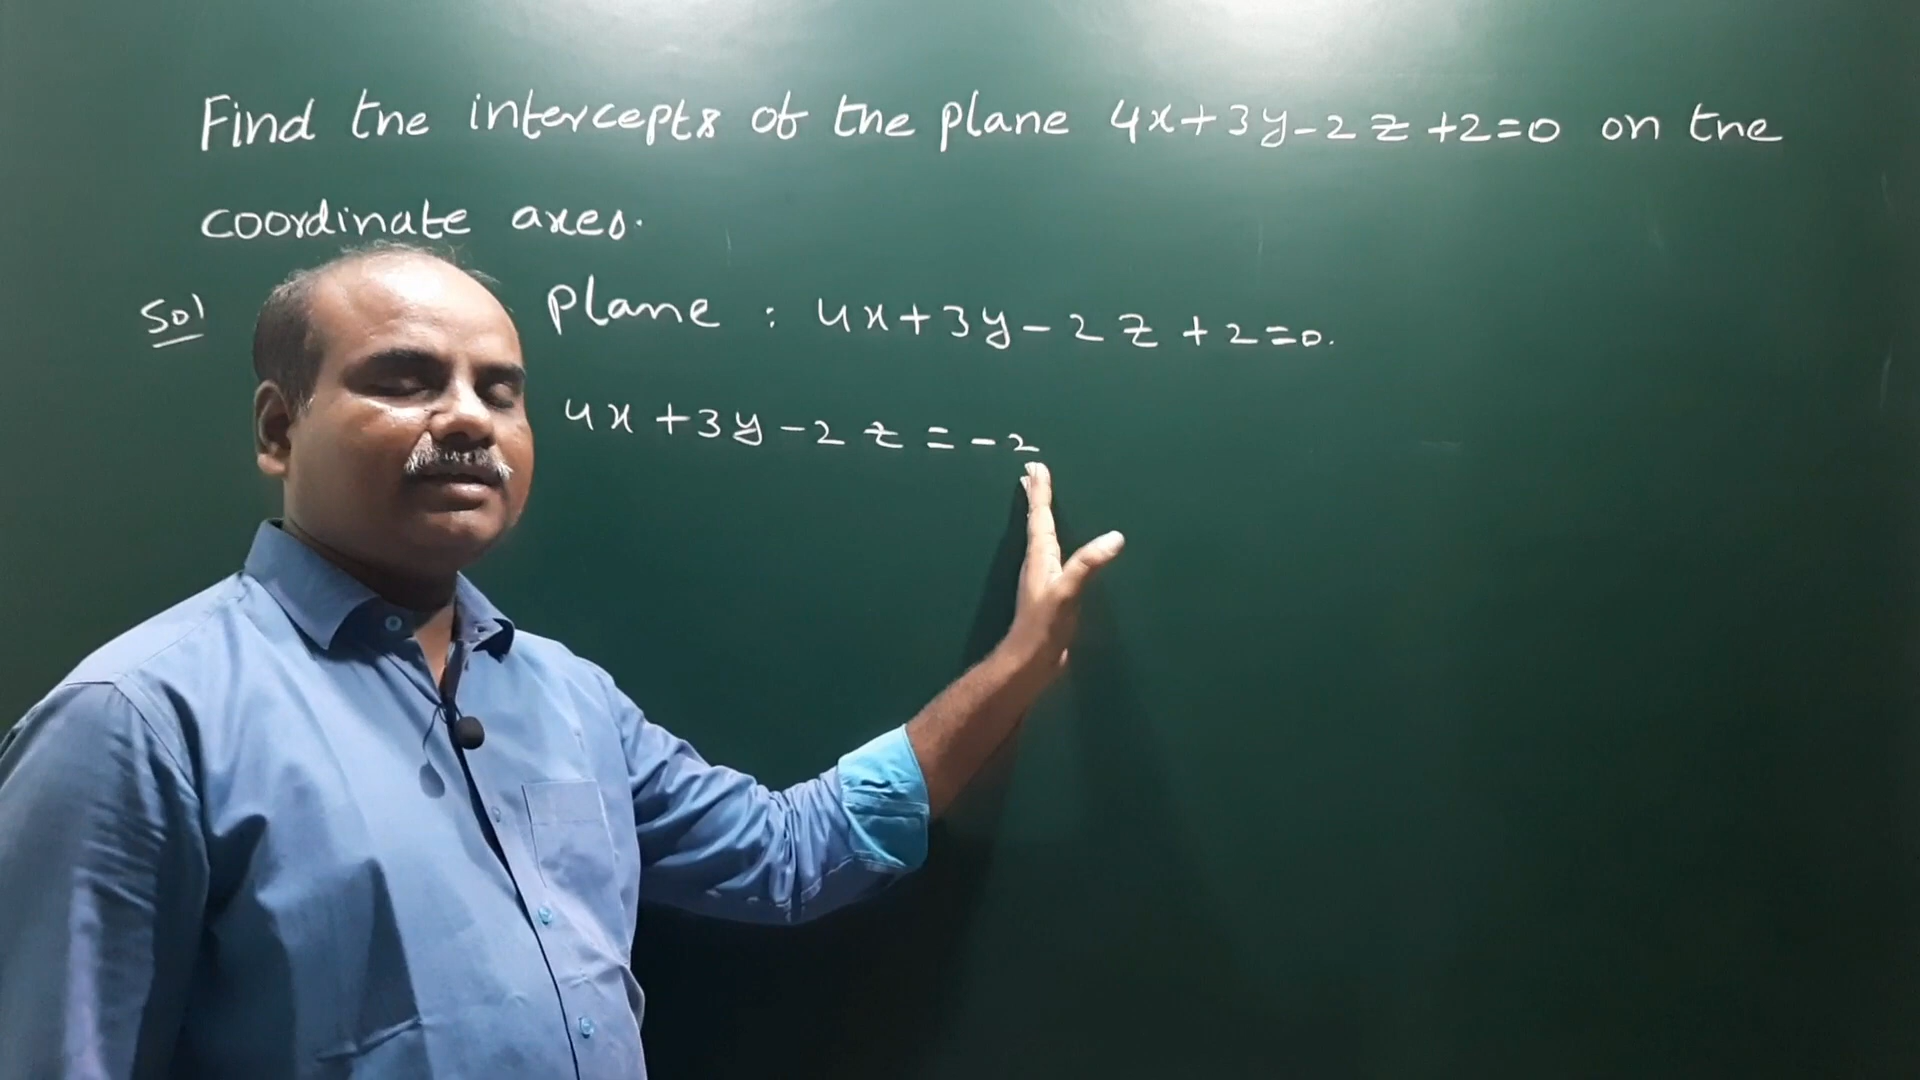 Find the intercepts of the plane 4x+3y-2z+2=0 on the
coordinate axes.
Sol
Plane : 4x+3y-2z+2=0.
4x+3y-2z=-2